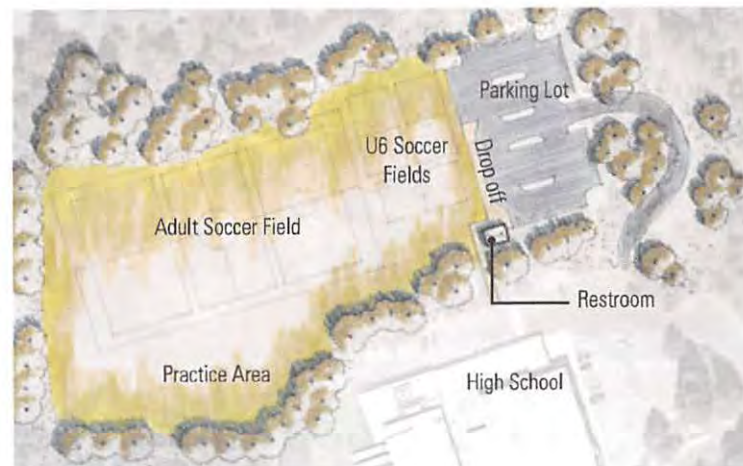 Parking Lot
U6 Soccer
Fields
Drop off
Adult Soccer Field
Restroom
Practice Area
High School